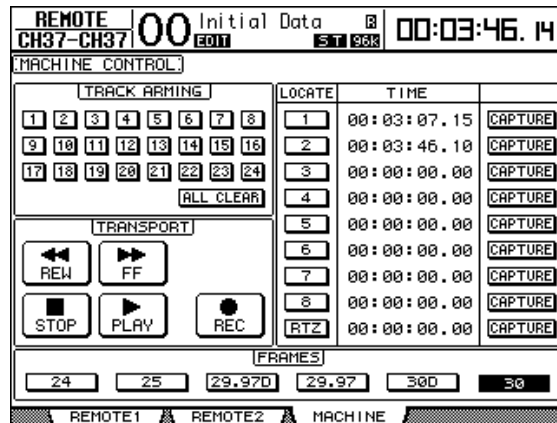 REMOTE
CH37-CH37
00 Initial Data
EDIT
ST 96k
00:03:46. 14
MACHINE CONTROL
TRACK ARMING
1 2 3 4 5 6 7 8
9 10 11 12 13 14 15 16
17 18 19 20 21 22 23 24
ALL CLEAR
TRANSPORT
REW FF
STOP PLAY REC
LOCATE TIME
1 00:03:07.15 CAPTURE
2 00:03:46.10 CAPTURE
3 00:00:00.00 CAPTURE
4 00:00:00.00 CAPTURE
5 00:00:00.00 CAPTURE
6 00:00:00.00 CAPTURE
7 00:00:00.00 CAPTURE
8 00:00:00.00 CAPTURE
RTZ 00:00:00.00 CAPTURE
FRAMES
24 25 29.97D 29.97 30D 30
REMOTE1 REMOTE2 MACHINE